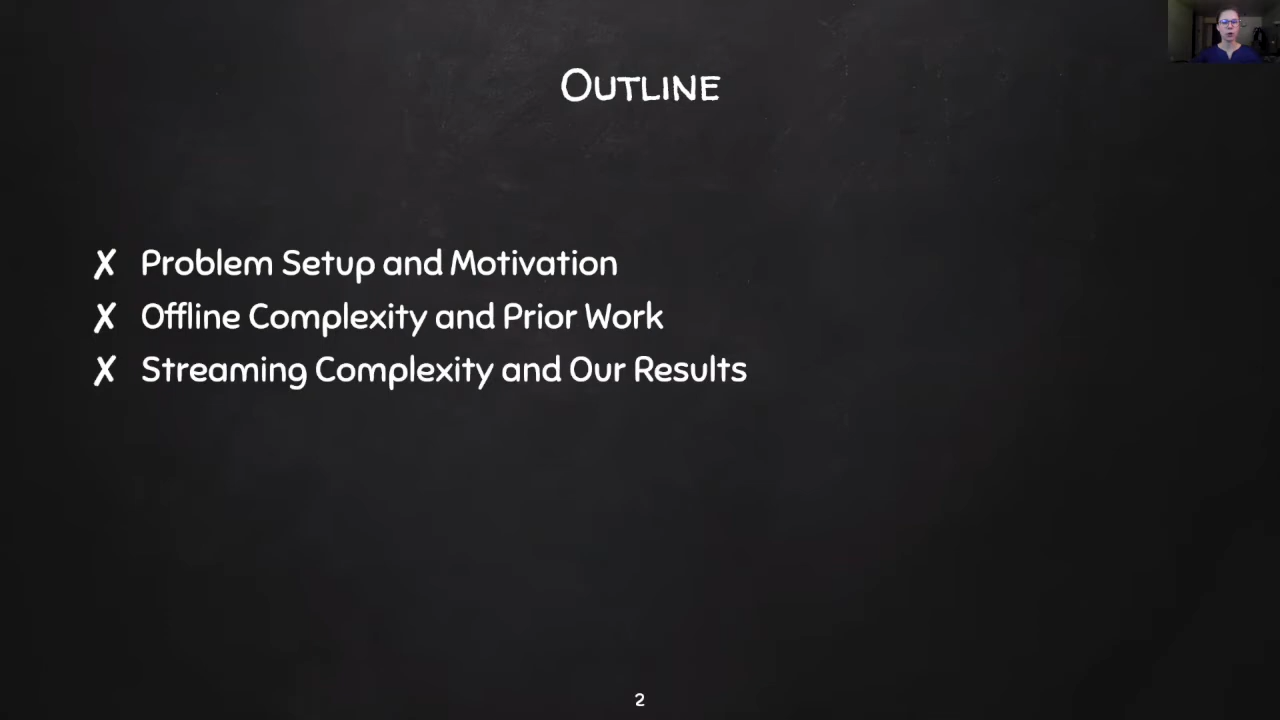 Outline
✗ Problem Setup and Motivation
✗ Offline Complexity and Prior Work
✗ Streaming Complexity and Our Results
2